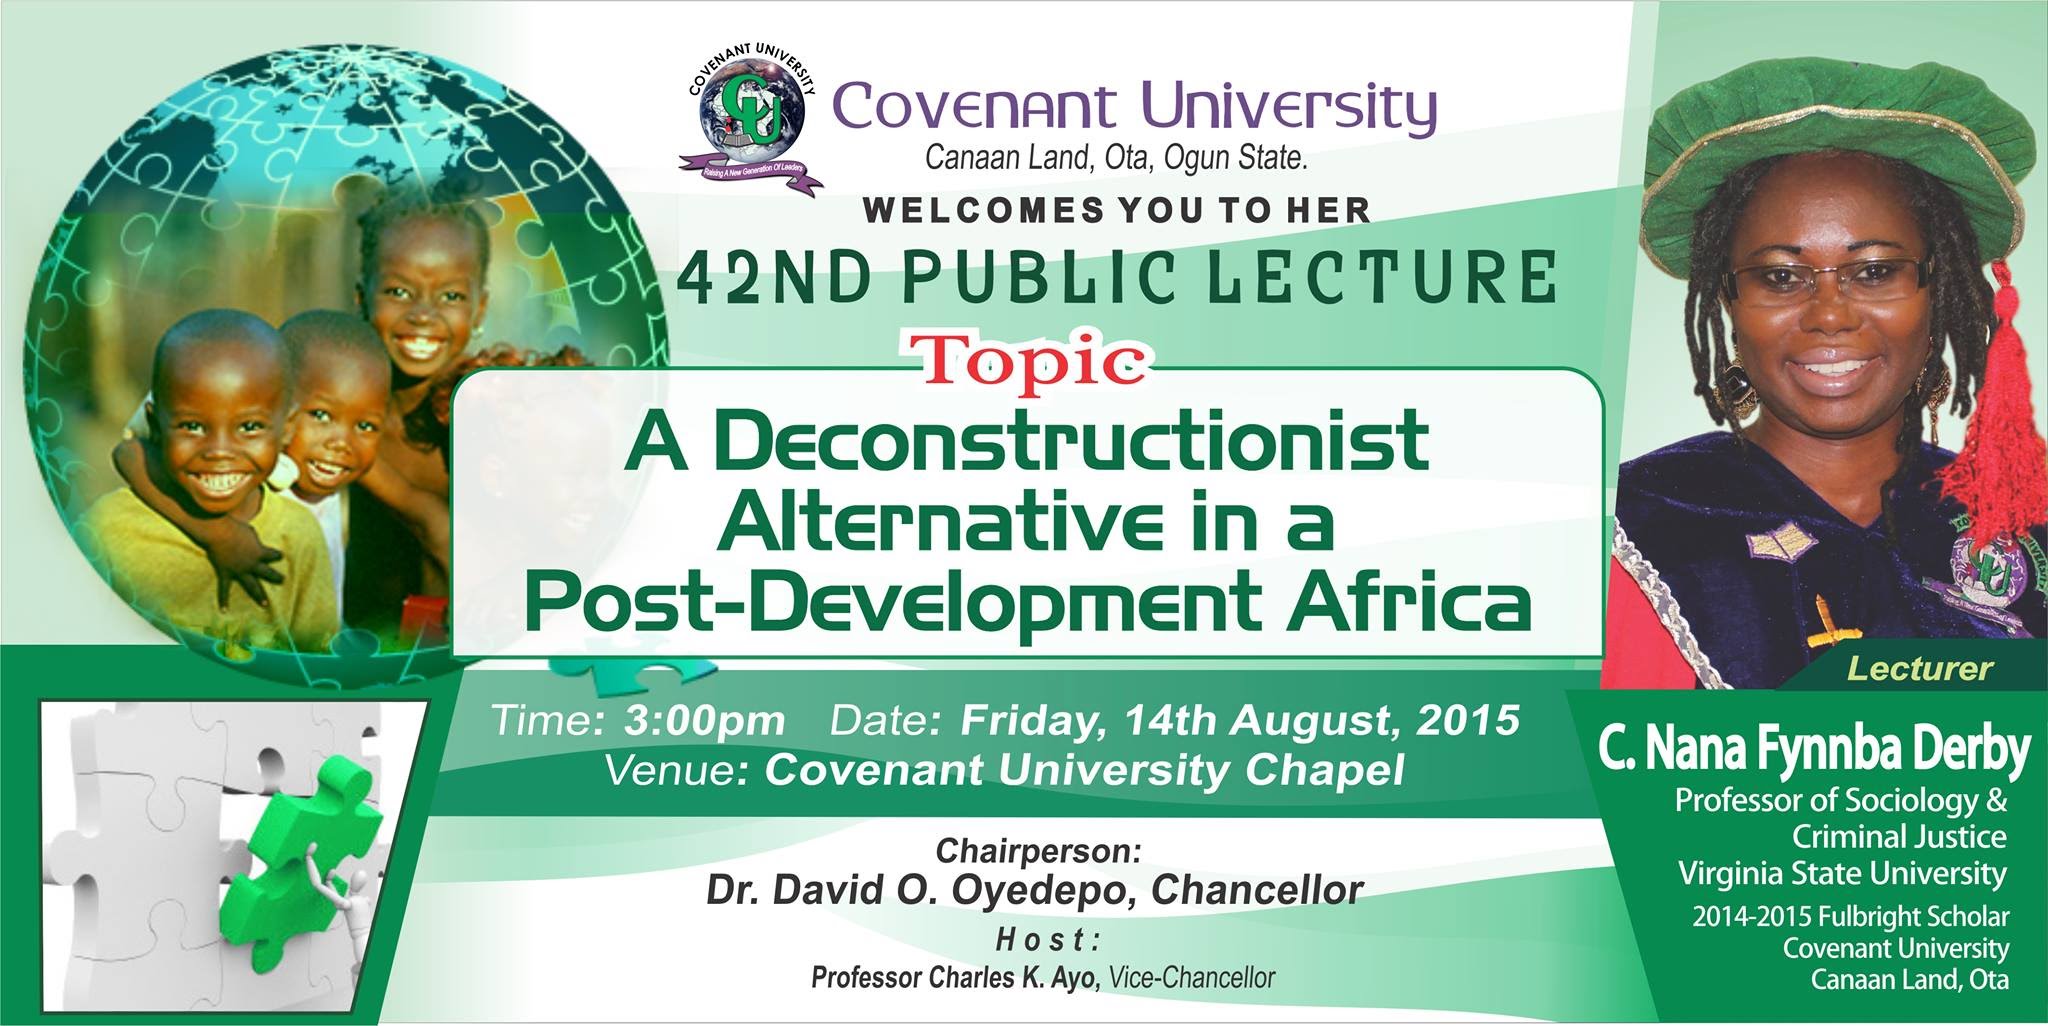 COVENANT UNIVERSITY
CU
Raising A New Generation Of Leaders
Covenant University
Canaan Land, Ota, Ogun State.
WELCOMES YOU TO HER
42ND PUBLIC LECTURE
Topic
A Deconstructionist
Alternative in a
Post-Development Africa
Time: 3:00pm Date: Friday, 14th August, 2015
Venue: Covenant University Chapel
Chairperson:
Dr. David O. Oyedepo, Chancellor
Host:
Professor Charles K. Ayo, Vice-Chancellor
CU
Lecturer
C. Nana Fynnba Derby
Professor of Sociology &
Criminal Justice
Virginia State University
2014-2015 Fulbright Scholar
Covenant University
Canaan Land, Ota